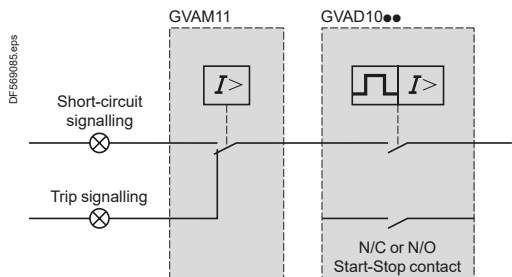 GVAM11
GVAD10●●
DF569085.eps
I>
I>
Short-circuit
signalling
Trip signalling
N/C or N/O
Start-Stop contact